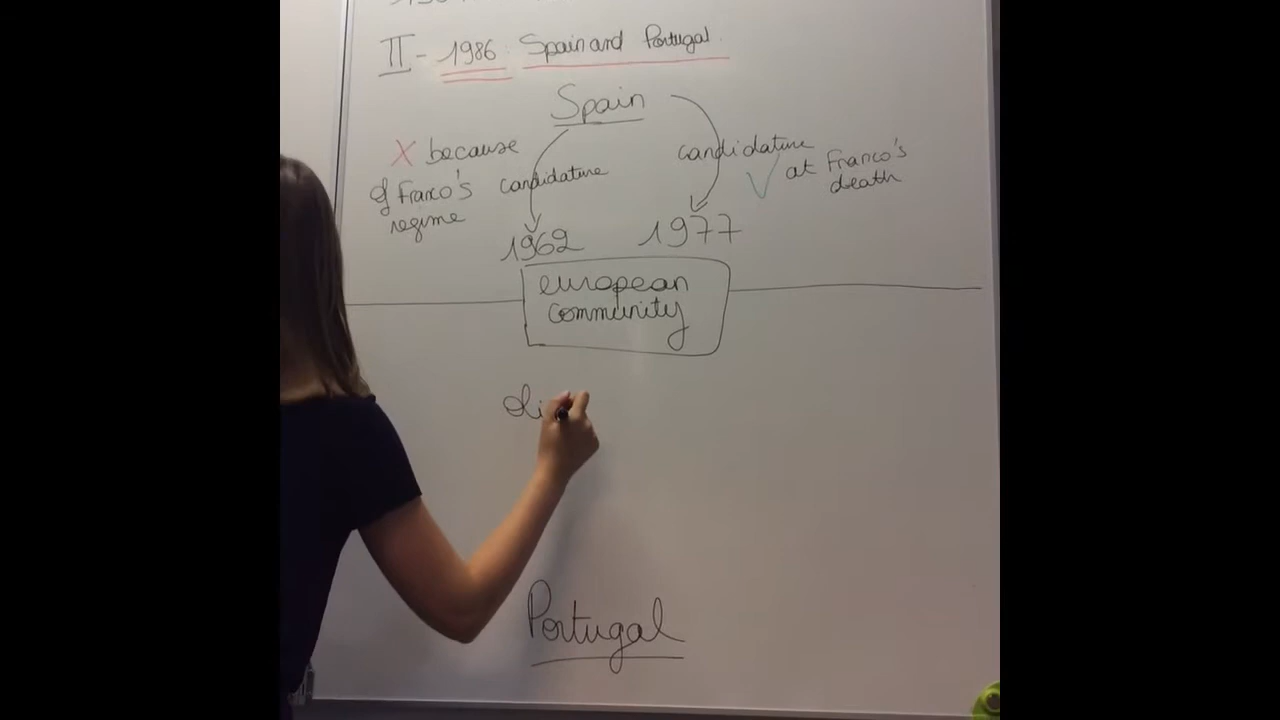 II - 1986: Spain and Portugal.
Spain
X because
of Franco's
regime
candidature
candidature
at Franco's
death
1962
1977
european
community
di
Portugal